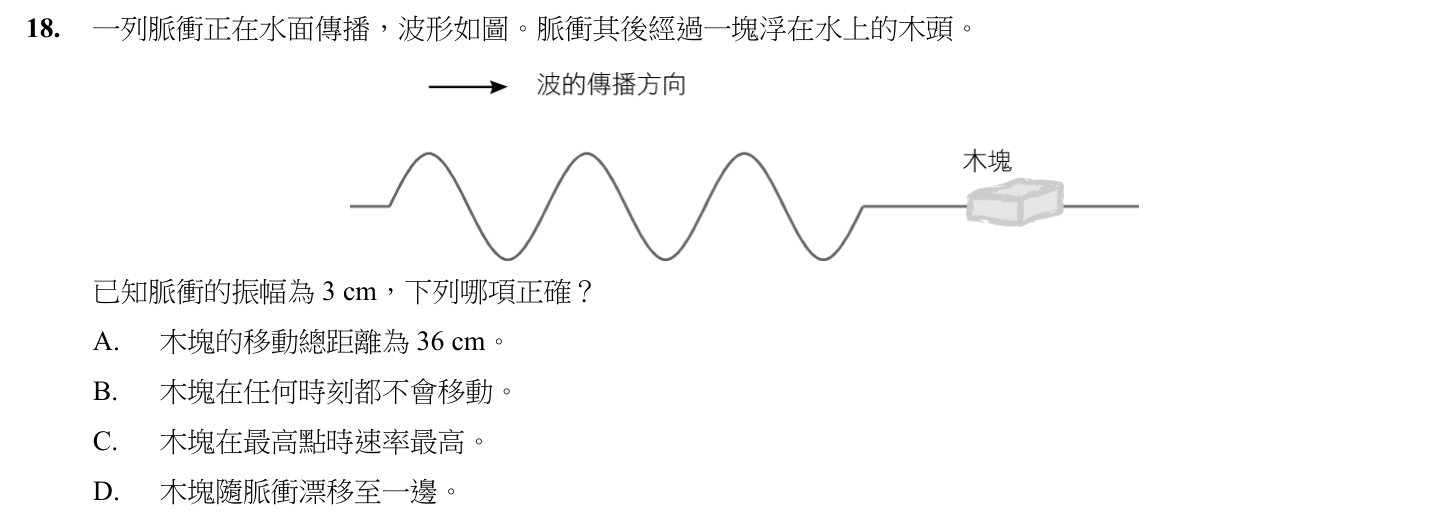 18. 一列脈衝正在水面傳播，波形如圖。脈衝其後經過一塊浮在水上的木頭。
波的傳播方向
木塊
已知脈衝的振幅為 3 cm，下列哪項正確？
A. 木塊的移動總距離為 36 cm。
B. 木塊在任何時刻都不會移動。
C. 木塊在最高點時速率最高。
D. 木塊隨脈衝漂移至一邊。